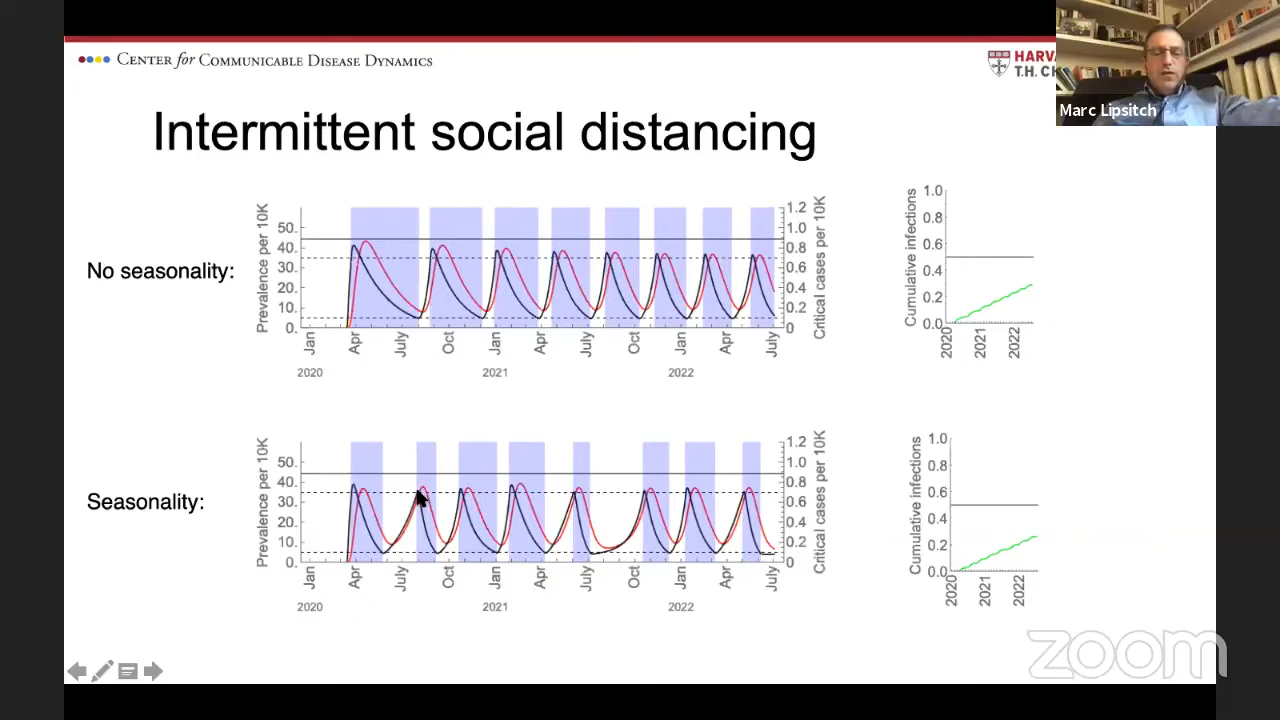 CENTER for COMMUNICABLE DISEASE DYNAMICS
HARVA
T.H. CH
Marc Lipsitch
Intermittent social distancing
No seasonality:
Prevalence per 10K
50.
40.
30.
20.
10.
0.
1.2
1.0
0.8
0.6
0.4
0.2
0
Critical cases per 10K
Jan Apr July Oct Jan Apr July Oct Jan Apr July
2020 2021 2022
Cumulative infections
1.0
0.8
0.6
0.4
0.2
0.0
2020 2021 2022
Seasonality:
Prevalence per 10K
50.
40.
30.
20.
10.
0.
1.2
1.0
0.8
0.6
0.4
0.2
0
Critical cases per 10K
Jan Apr July Oct Jan Apr July Oct Jan Apr July
2020 2021 2022
Cumulative infections
1.0
0.8
0.6
0.4
0.2
0.0
2020 2021 2022
zoom